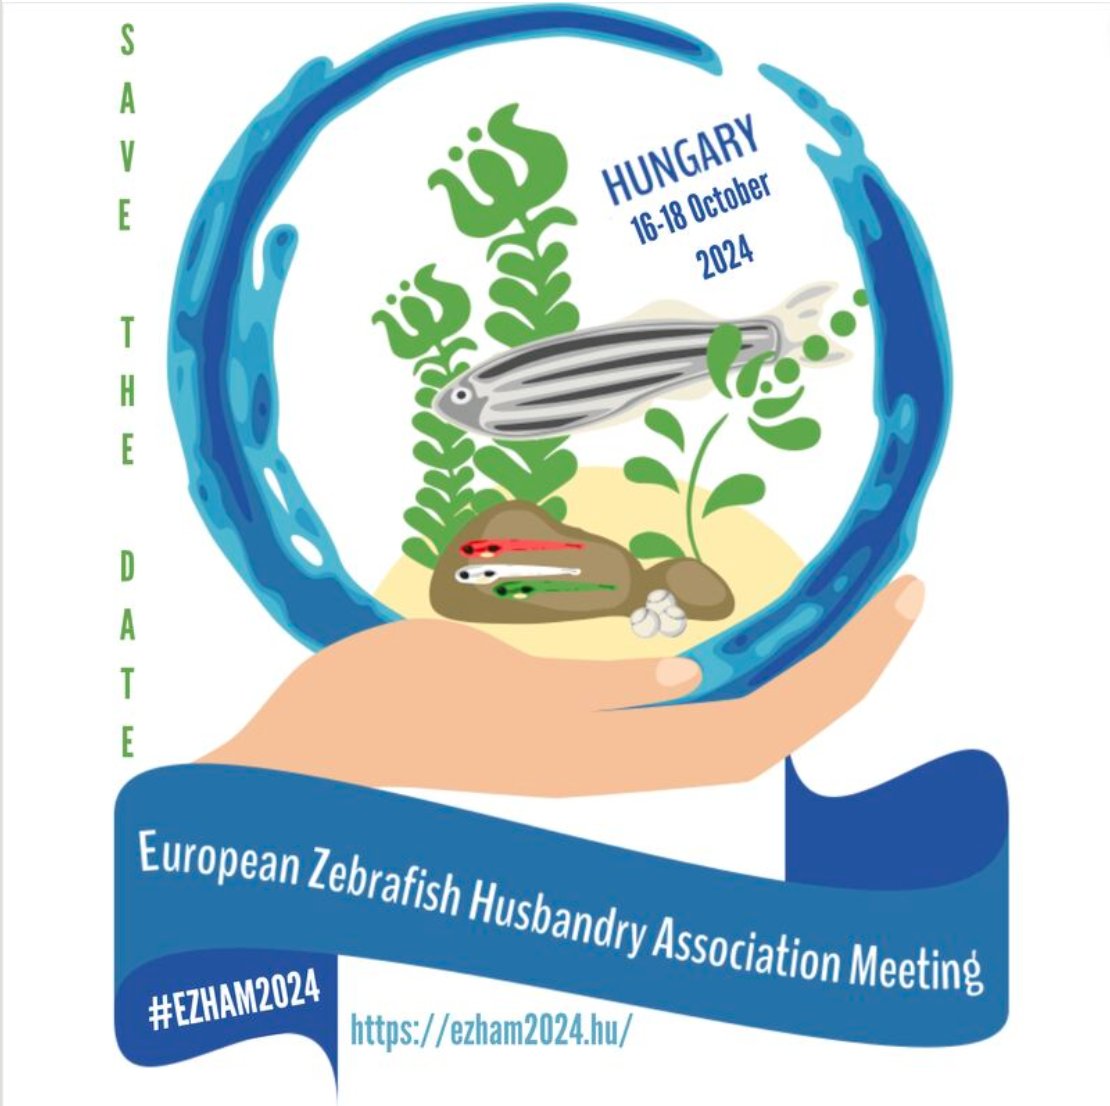 SAVE THE DATE
HUNGARY
16-18 October
2024
European Zebrafish Husbandry Association Meeting
#EZHAM2024
https://ezham2024.hu/